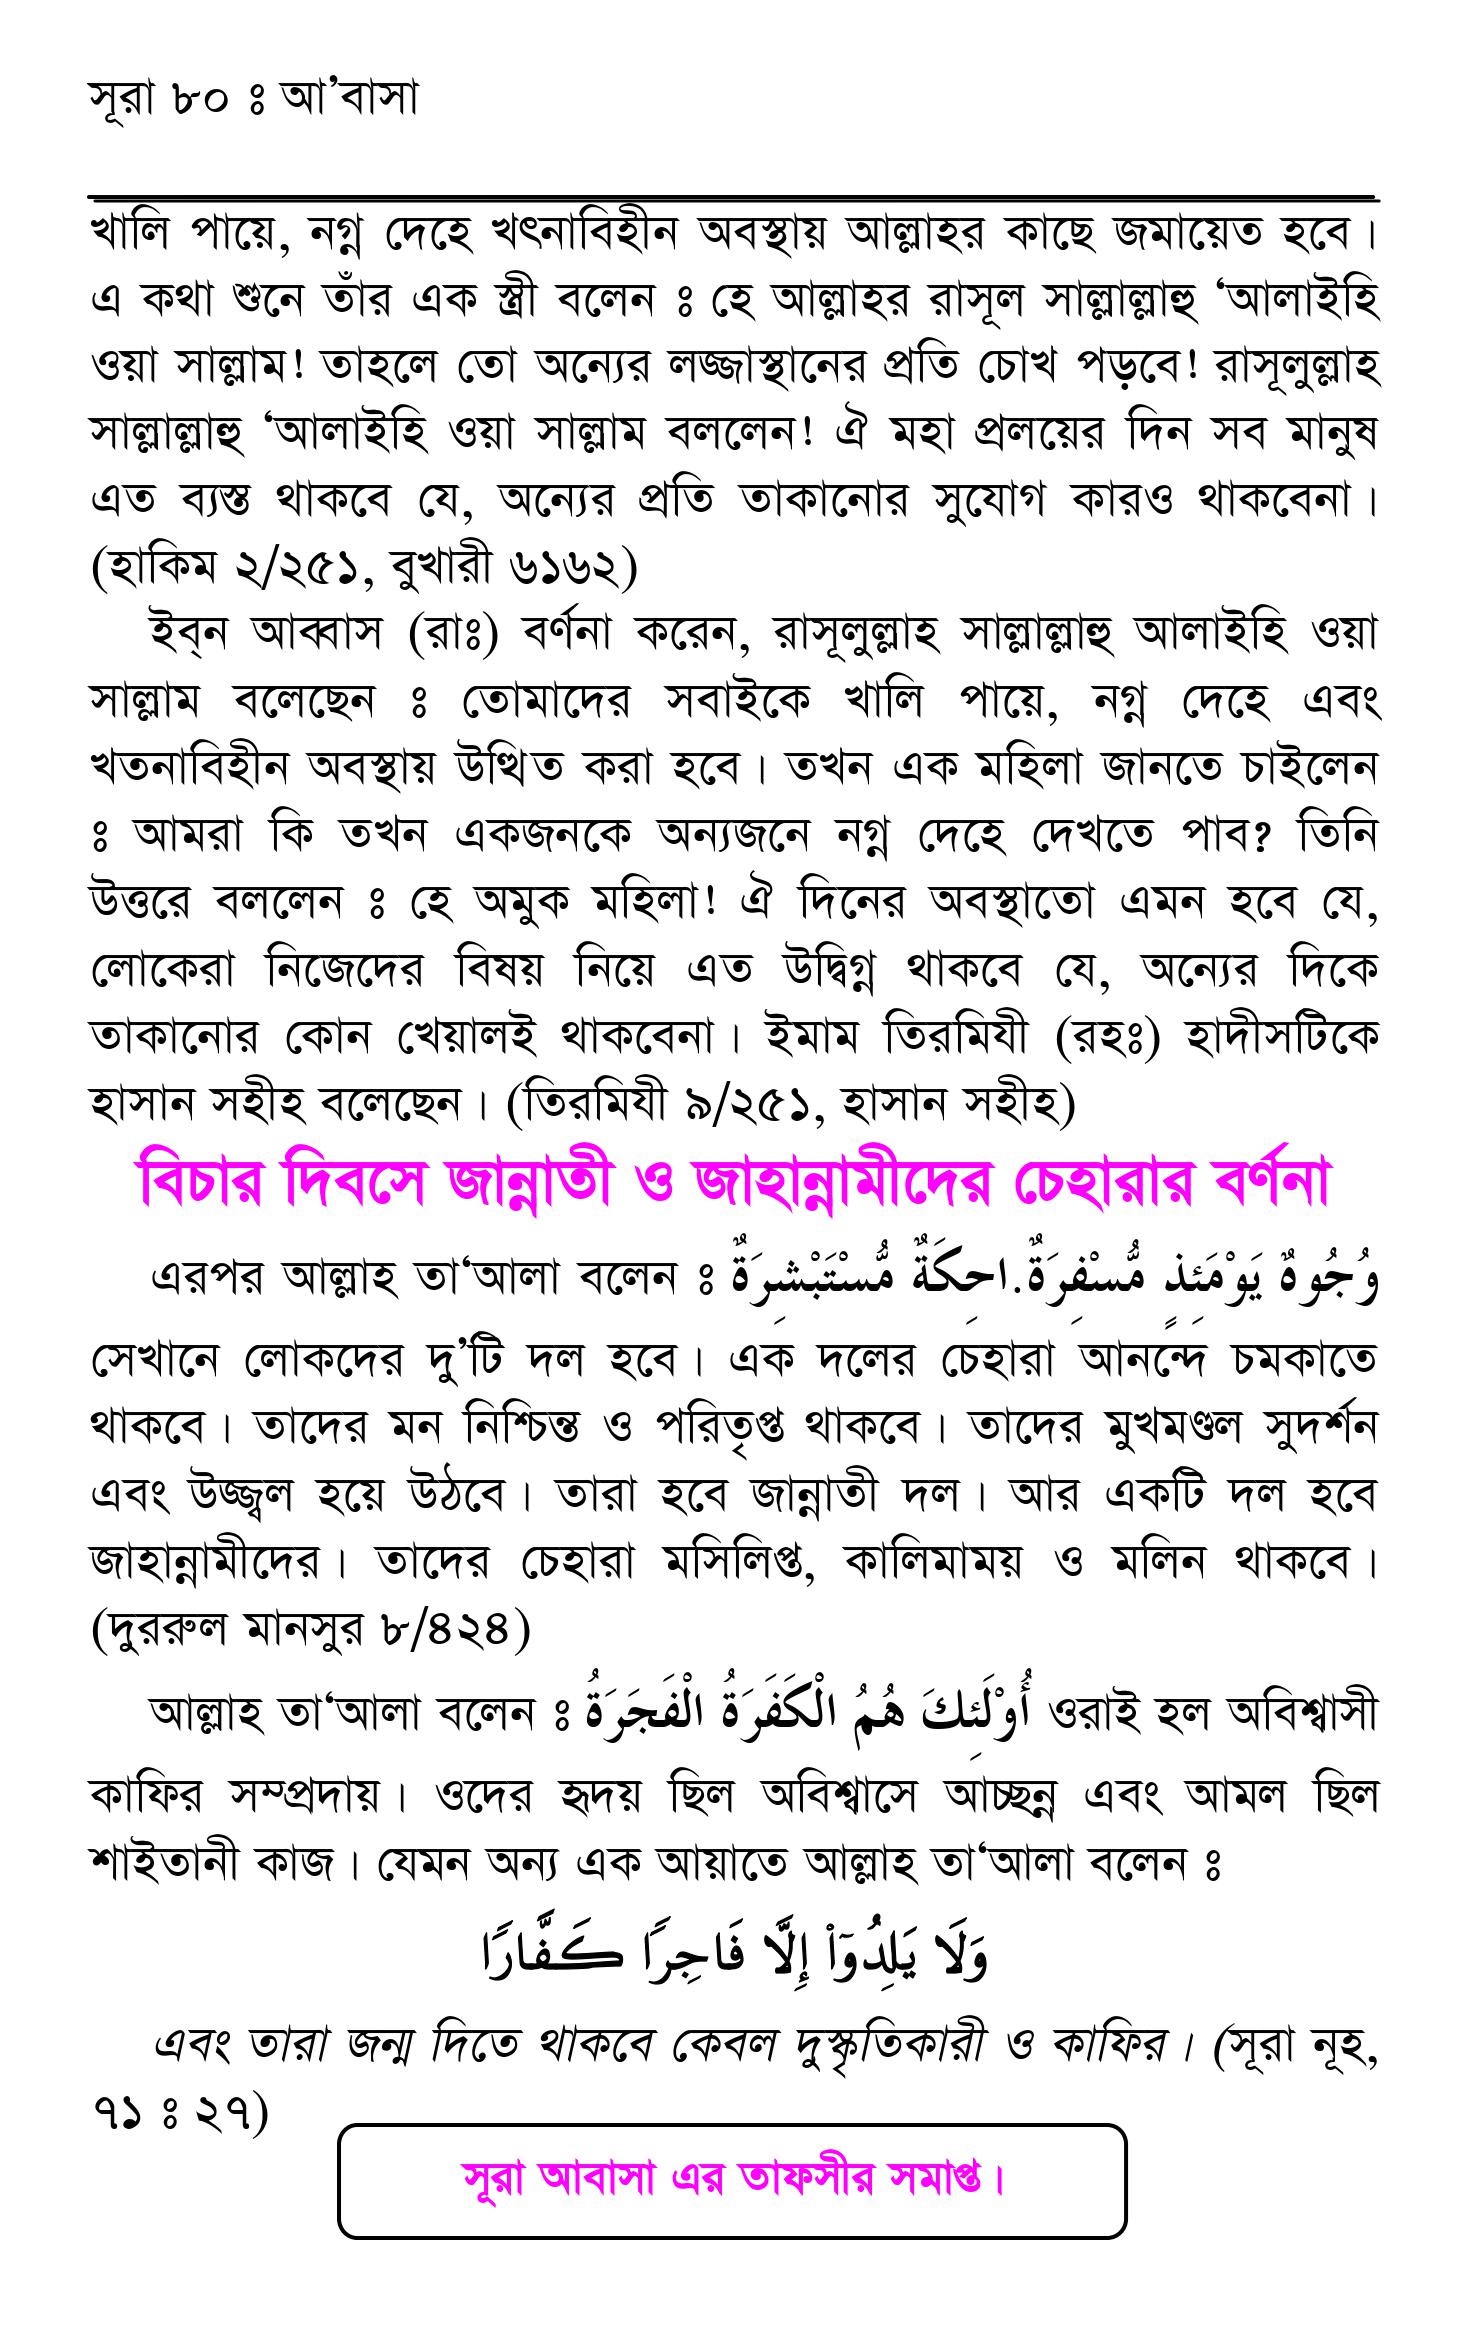 সূরা ৮০ ঃ আ’বাসা
খালি পায়ে, নগ্ন দেহে খৎনাবিহীন অবস্থায় আল্লাহর কাছে জমায়েত হবে।
এ কথা শুনে তাঁর এক স্ত্রী বলেন ঃ হে আল্লাহর রাসূল সাল্লাল্লাহু ‘আলাইহি
ওয়া সাল্লাম! তাহলে তো অন্যের লজ্জাস্থানের প্রতি চোখ পড়বে! রাসূলুল্লাহ
সাল্লাল্লাহু ‘আলাইহি ওয়া সাল্লাম বললেন! ঐ মহা প্রলয়ের দিন সব মানুষ
এত ব্যস্ত থাকবে যে, অন্যের প্রতি তাকানোর সুযোগ কারও থাকবেনা।
(হাকিম ২/২৫১, বুখারী ৬১৬২)
ইব্‌ন আব্বাস (রাঃ) বর্ণনা করেন, রাসূলুল্লাহ সাল্লাল্লাহু আলাইহি ওয়া
সাল্লাম বলেছেন ঃ তোমাদের সবাইকে খালি পায়ে, নগ্ন দেহে এবং
খতনাবিহীন অবস্থায় উত্থিত করা হবে। তখন এক মহিলা জানতে চাইলেন
ঃ আমরা কি তখন একজনকে অন্যজনে নগ্ন দেহে দেখতে পাব? তিনি
উত্তরে বললেন ঃ হে অমুক মহিলা! ঐ দিনের অবস্থাতো এমন হবে যে,
লোকেরা নিজেদের বিষয় নিয়ে এত উদ্বিগ্ন থাকবে যে, অন্যের দিকে
তাকানোর কোন খেয়ালই থাকবেনা। ইমাম তিরমিযী (রহঃ) হাদীসটিকে
হাসান সহীহ বলেছেন। (তিরমিযী ৯/২৫১, হাসান সহীহ)
বিচার দিবসে জান্নাতী ও জাহান্নামীদের চেহারার বর্ণনা
এরপর আল্লাহ তা‘আলা বলেন ঃ وُجُوهٌ يَوْمَئِذٍ مُّسْفِرَةٌ.احِكَةٌ مُّسْتَبْشِرَةٌ
সেখানে লোকদের দু’টি দল হবে। এক দলের চেহারা আনন্দে চমকাতে
থাকবে। তাদের মন নিশ্চিন্ত ও পরিতৃপ্ত থাকবে। তাদের মুখমণ্ডল সুদর্শন
এবং উজ্জ্বল হয়ে উঠবে। তারা হবে জান্নাতী দল। আর একটি দল হবে
জাহান্নামীদের। তাদের চেহারা মসিলিপ্ত, কালিমাময় ও মলিন থাকবে।
(দুররুল মানসুর ৮/৪২৪)
আল্লাহ তা‘আলা বলেন ঃ أُوْلَئِكَ هُمُ الْكَفَرَةُ الْفَجَرَةُ ওরাই হল অবিশ্বাসী
কাফির সম্প্রদায়। ওদের হৃদয় ছিল অবিশ্বাসে আচ্ছন্ন এবং আমল ছিল
শাইতানী কাজ। যেমন অন্য এক আয়াতে আল্লাহ তা‘আলা বলেন ঃ
وَلَا يَلِدُوٓا۟ إِلَّا فَاجِرًا كَفَّارًا
এবং তারা জন্ম দিতে থাকবে কেবল দুস্কৃতিকারী ও কাফির। (সূরা নূহ,
৭১ ঃ ২৭)
সূরা আবাসা এর তাফসীর সমাপ্ত।